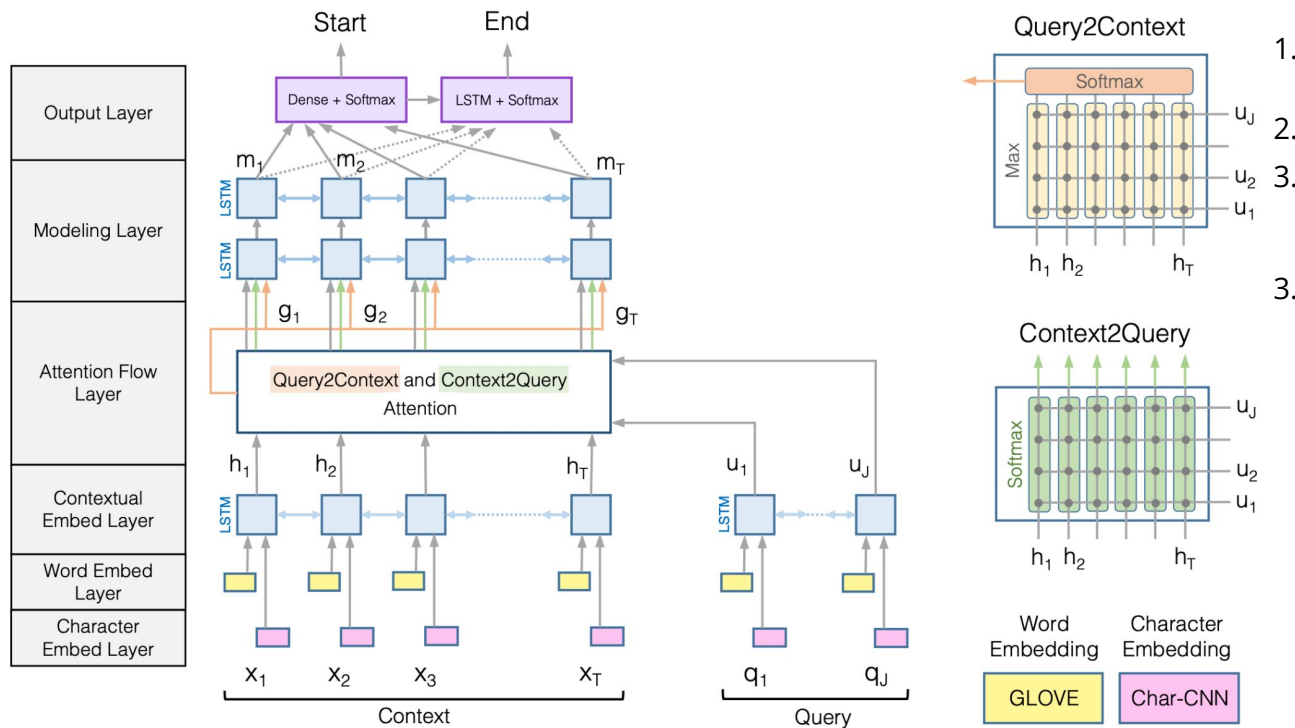 Start
End
Output Layer
Dense + Softmax
LSTM + Softmax
m1
m2
mT
Modeling Layer
LSTM
LSTM
g1
g2
gT
Attention Flow
Layer
Query2Context and Context2Query
Attention
h1
h2
hT
u1
uJ
Contextual
Embed Layer
LSTM
LSTM
Word Embed
Layer
Character
Embed Layer
x1
x2
x3
xT
q1
qJ
Context
Query
Query2Context
Softmax
Max
uJ
u2
u1
h1
h2
hT
Context2Query
Softmax
uJ
u2
u1
h1
h2
hT
Word
Embedding
Character
Embedding
GLOVE
Char-CNN
1.
2.
3.
3.